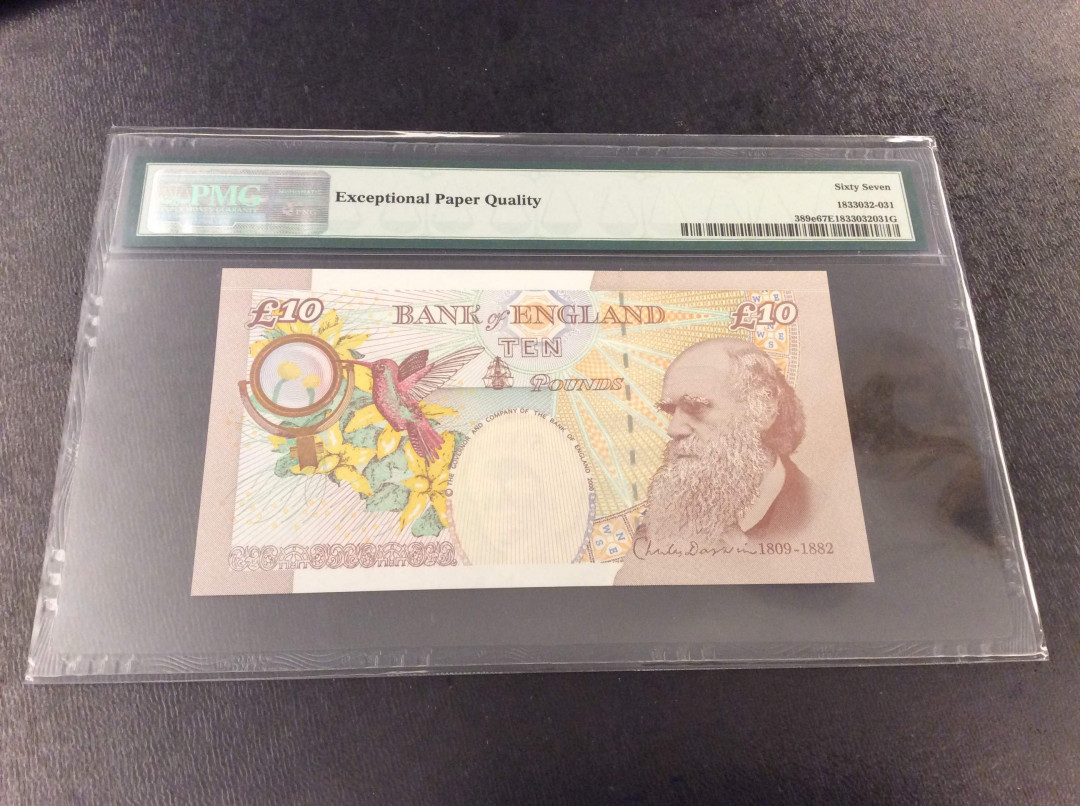 PMG
Exceptional Paper Quality
Sixty Seven
1833032-031
389e67E1833032031G
£10
BANK of ENGLAND
£10
TEN
POUNDS
© THE GOVERNOR AND COMPANY OF THE BANK OF ENGLAND 2000
W E
W S E
N
W E
S
Charles Darwin 1809-1882